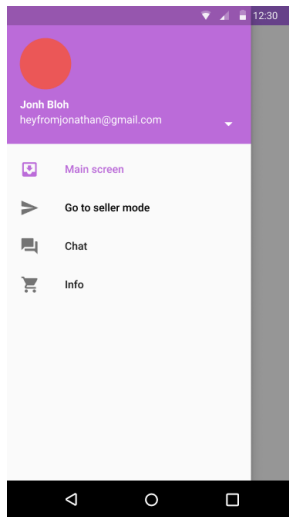 12:30
Jonh Bloh
heyfromjonathan@gmail.com
Main screen
Go to seller mode
Chat
Info